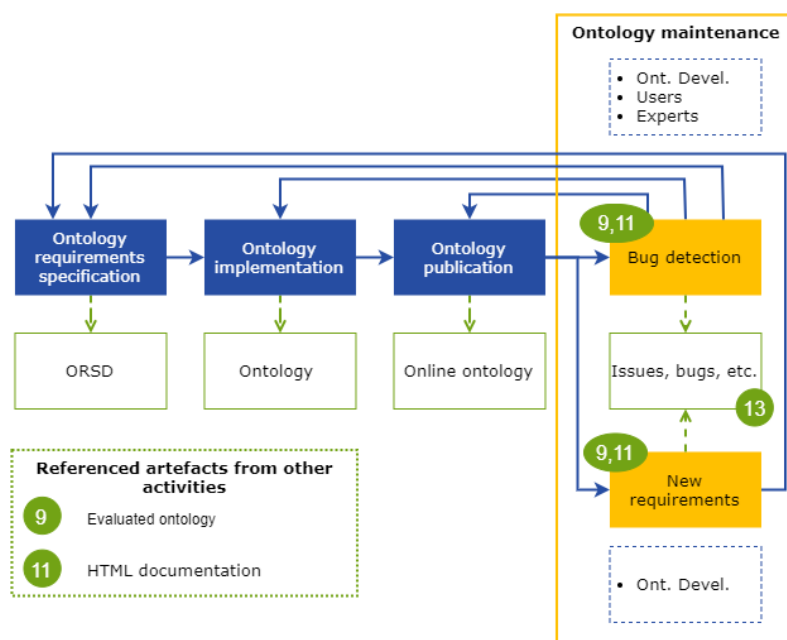 Ontology maintenance
• Ont. Devel.
• Users
• Experts
9,11
Ontology
requirements
specification
Ontology
implementation
Ontology
publication
Bug detection
ORSD
Ontology
Online ontology
Issues, bugs, etc.
13
9,11
New
requirements
Referenced artefacts from other
activities
9 Evaluated ontology
11 HTML documentation
• Ont. Devel.